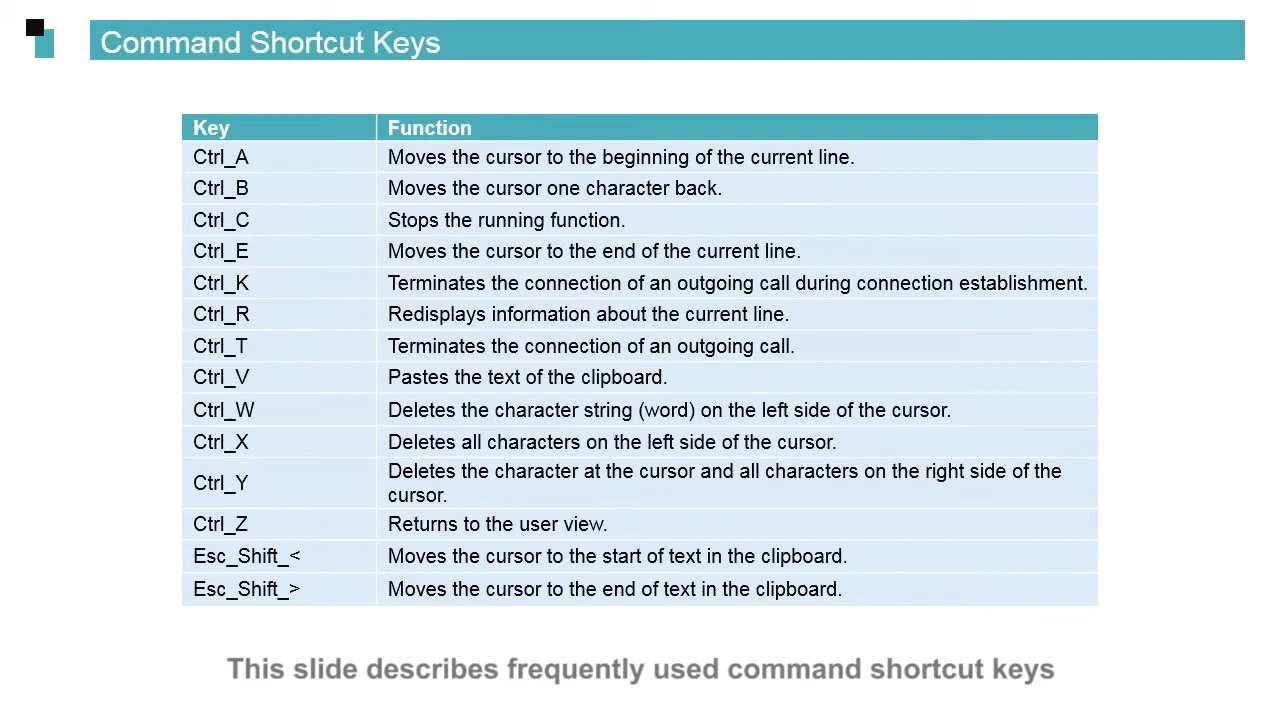 Command Shortcut Keys
Key Function
Ctrl_A Moves the cursor to the beginning of the current line.
Ctrl_B Moves the cursor one character back.
Ctrl_C Stops the running function.
Ctrl_E Moves the cursor to the end of the current line.
Ctrl_K Terminates the connection of an outgoing call during connection establishment.
Ctrl_R Redisplays information about the current line.
Ctrl_T Terminates the connection of an outgoing call.
Ctrl_V Pastes the text of the clipboard.
Ctrl_W Deletes the character string (word) on the left side of the cursor.
Ctrl_X Deletes all characters on the left side of the cursor.
Ctrl_Y Deletes the character at the cursor and all characters on the right side of the
cursor.
Ctrl_Z Returns to the user view.
Esc_Shift_< Moves the cursor to the start of text in the clipboard.
Esc_Shift_> Moves the cursor to the end of text in the clipboard.
This slide describes frequently used command shortcut keys